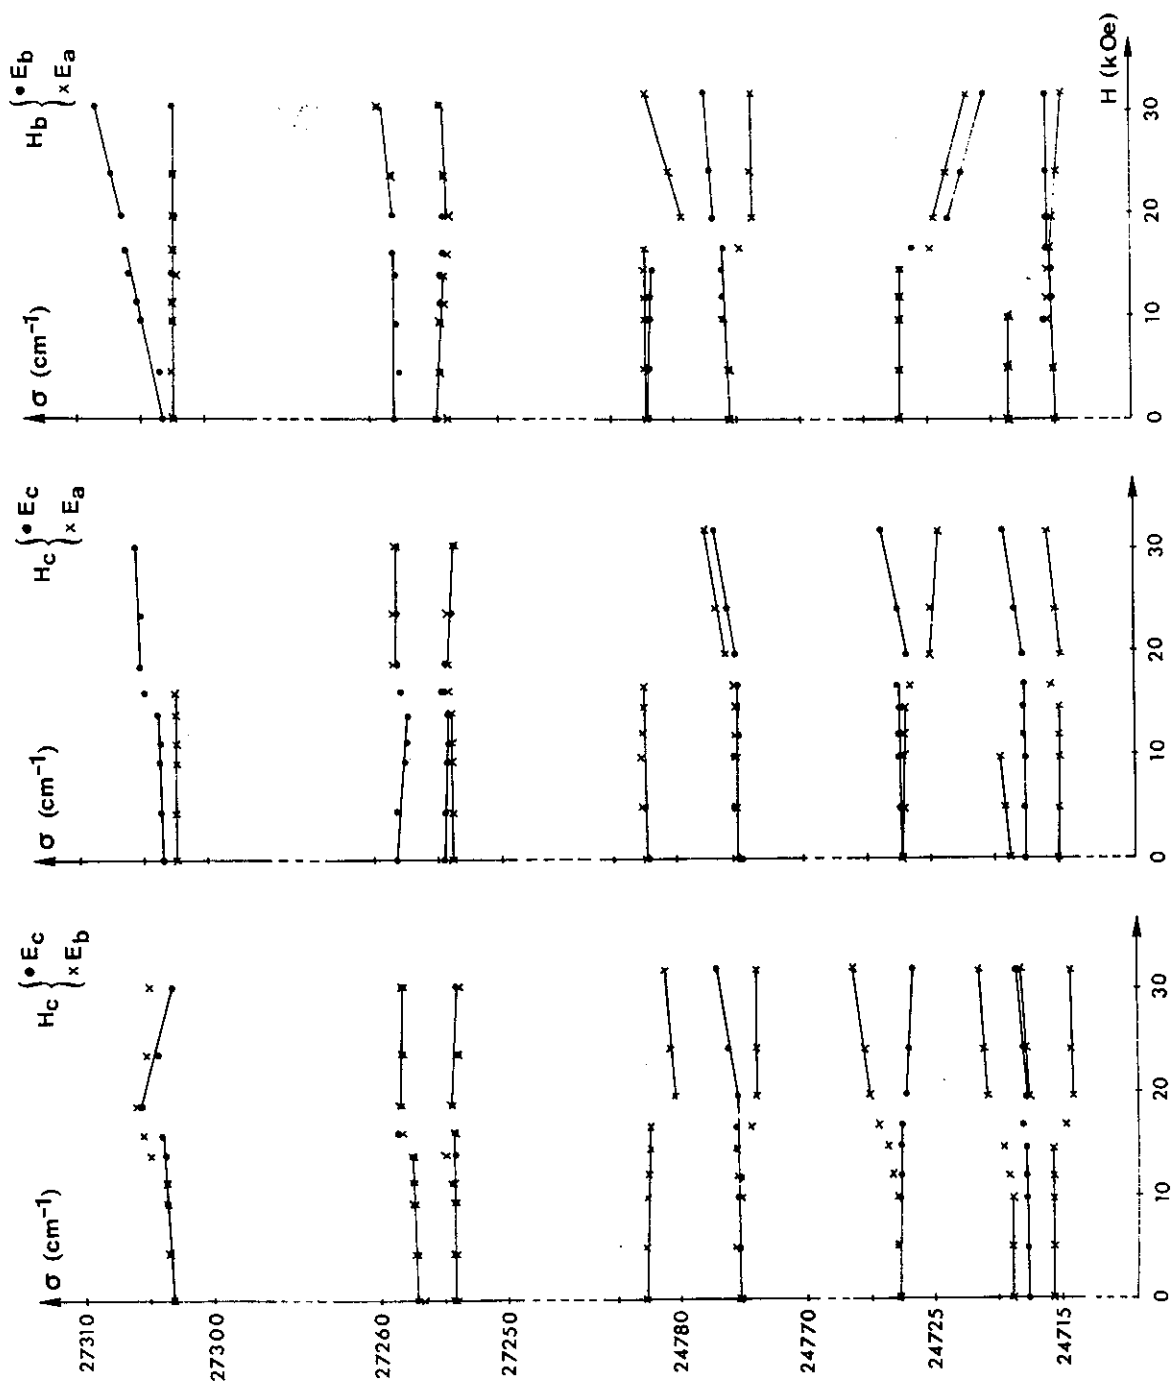 H_c { • E_c
× E_b
σ (cm⁻¹)
27310
27300
27260
27250
24780
24770
24725
24715
0
10
20
30
H_c { • E_c
× E_a
σ (cm⁻¹)
0
10
20
30
H_b { • E_b
× E_a
σ (cm⁻¹)
0
10
20
30
H (kOe)